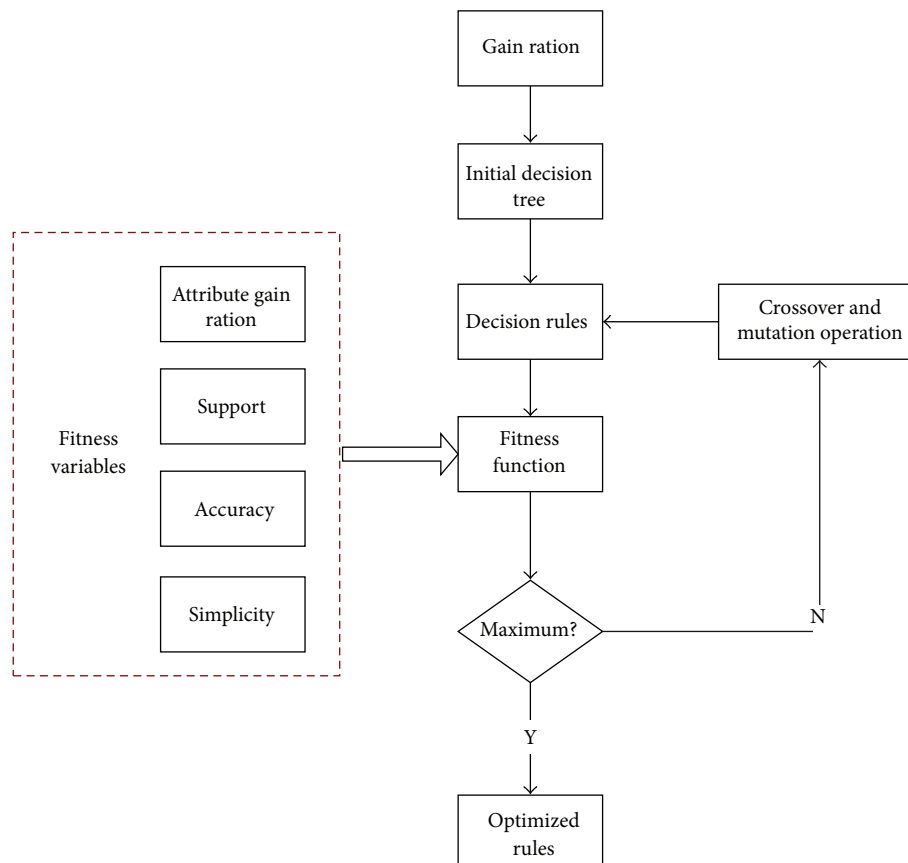 Gain ration
Initial decision
tree
Attribute gain
ration
Decision rules
Crossover and
mutation operation
Support
Fitness
variables
Fitness
function
Accuracy
Simplicity
Maximum?
N
Y
Optimized
rules